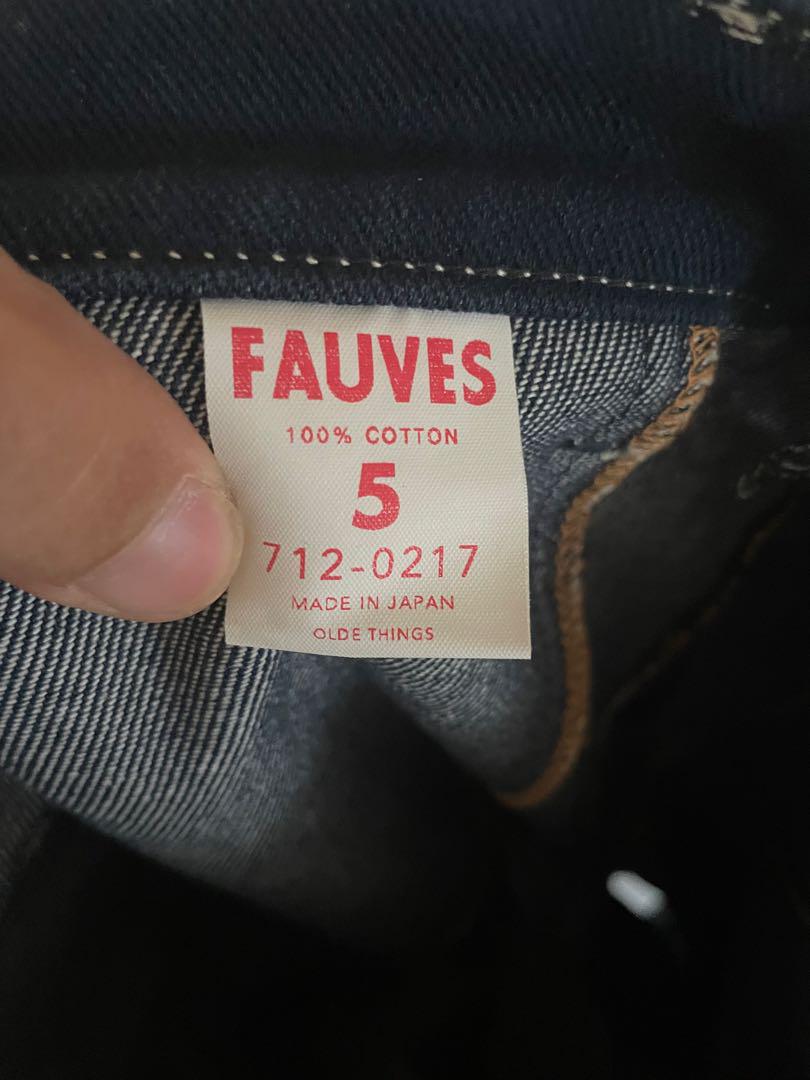 FAUVES
100% COTTON
5
712-0217
MADE IN JAPAN
OLDE THINGS